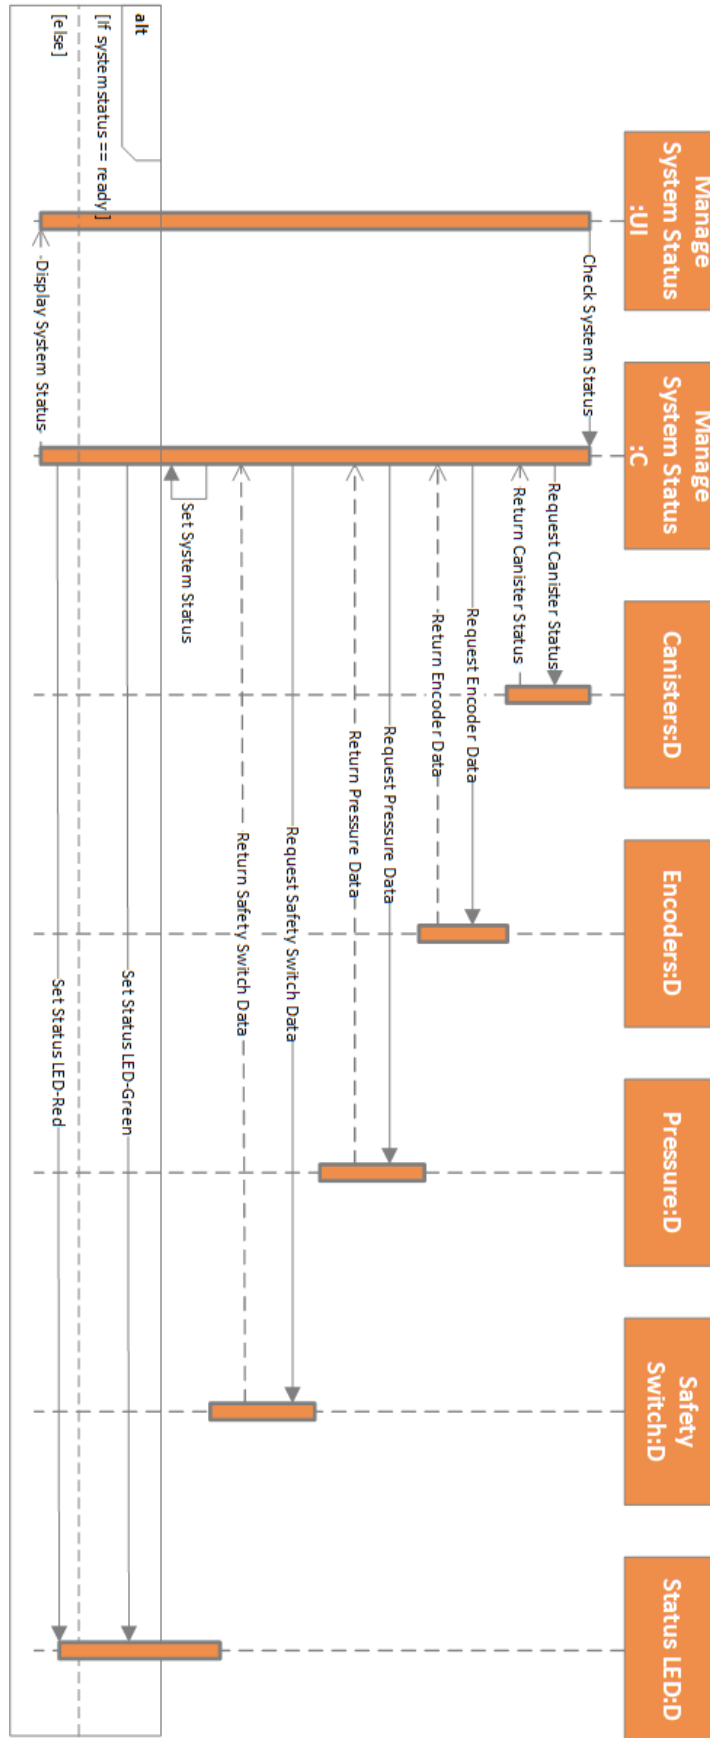 Manage
System Status
:UI
Manage
System Status
:C
Canisters:D
Encoders:D
Pressure:D
Safety
Switch:D
Status LED:D
Check System Status
Request Canister Status
Return Canister Status
Request Encoder Data
Return Encoder Data
Request Pressure Data
Return Pressure Data
Request Safety Switch Data
Return Safety Switch Data
Set System Status
alt
[If systemstatus == ready]
Set Status LED-Green
[else]
Set Status LED-Red
Display System Status